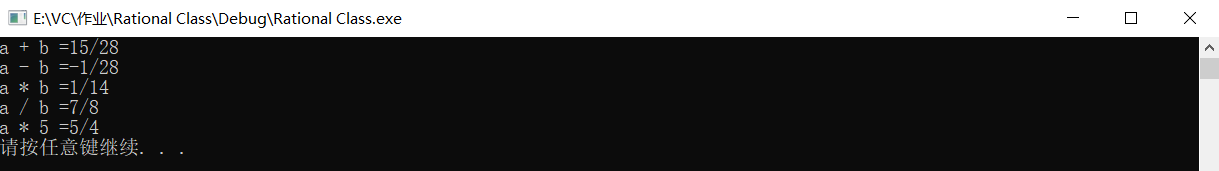 E:\VC\作业\Rational Class\Debug\Rational Class.exe
a + b =15/28
a - b =-1/28
a * b =1/14
a / b =7/8
a * 5 =5/4
请按任意键继续. . .